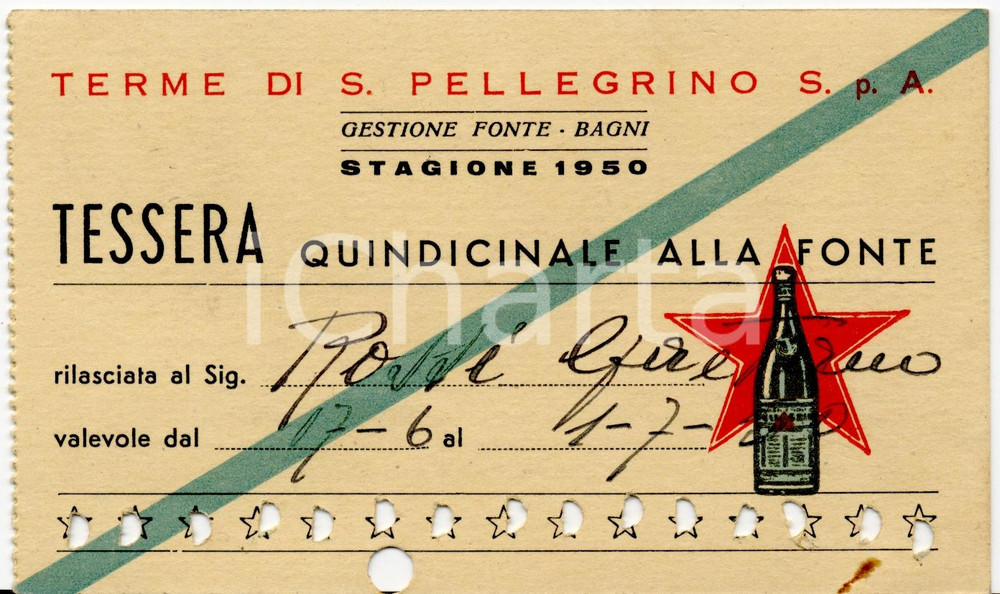 TERME DI S. PELLEGRINO S. p. A.
GESTIONE FONTE - BAGNI
STAGIONE 1950
TESSERA QUINDICINALE ALLA FONTE
iCharta
rilasciata al Sig.
valevole dal 17-6 al 1-7-